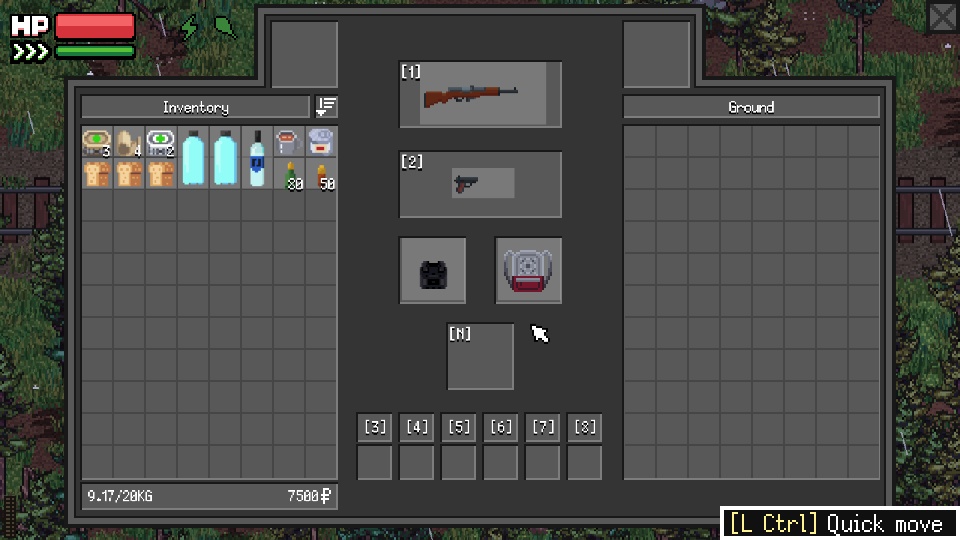 HP
[1]
Inventory
Ground
3
4
2
[2]
80
50
[N]
[3] [4] [5] [6] [7] [8]
9.17/20KG
7500₽
[L Ctrl] Quick move